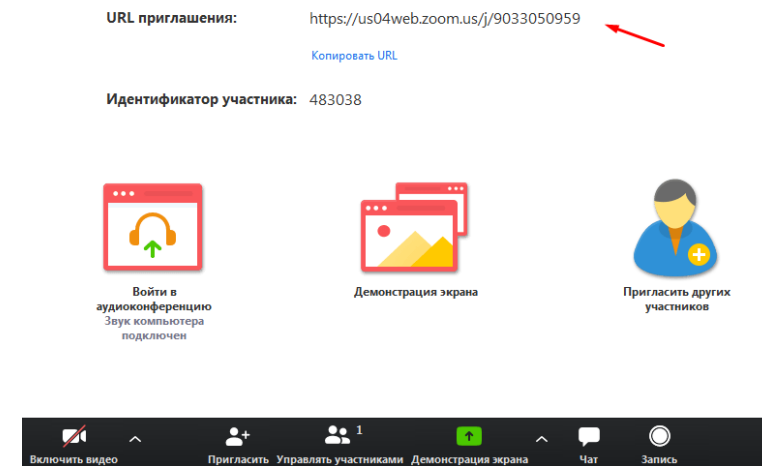 URL приглашения: https://us04web.zoom.us/j/9033050959
Копировать URL
Идентификатор участника: 483038
Войти в
аудиоконференцию
Звук компьютера
подключен
Демонстрация экрана
Пригласить других
участников
1
Включить видео Пригласить Управлять участниками Демонстрация экрана Чат Запись